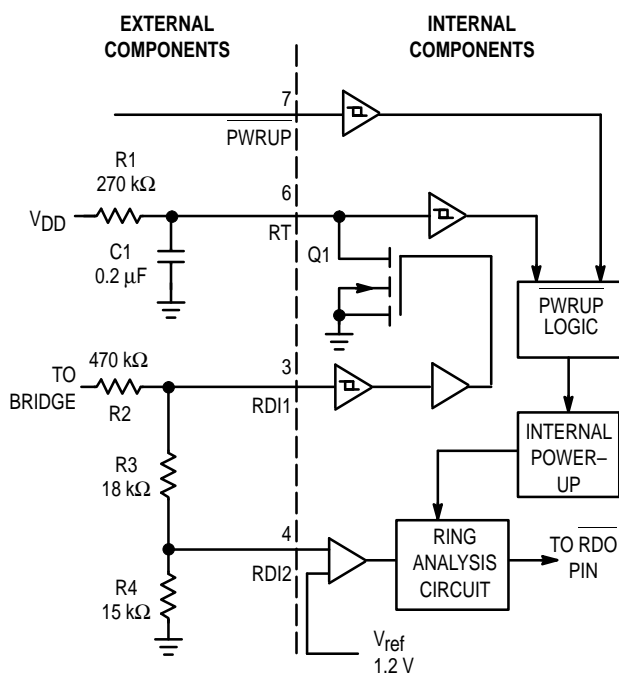 EXTERNAL
COMPONENTS
INTERNAL
COMPONENTS
7
PWRUP
R1
270 kΩ
6
VDD
RT
C1
0.2 µF
Q1
PWRUP
LOGIC
470 kΩ
3
TO
BRIDGE
R2
RDI1
INTERNAL
POWER–
UP
R3
18 kΩ
4
RDI2
RING
ANALYSIS
CIRCUIT
TO RDO
PIN
R4
15 kΩ
Vref
1.2 V